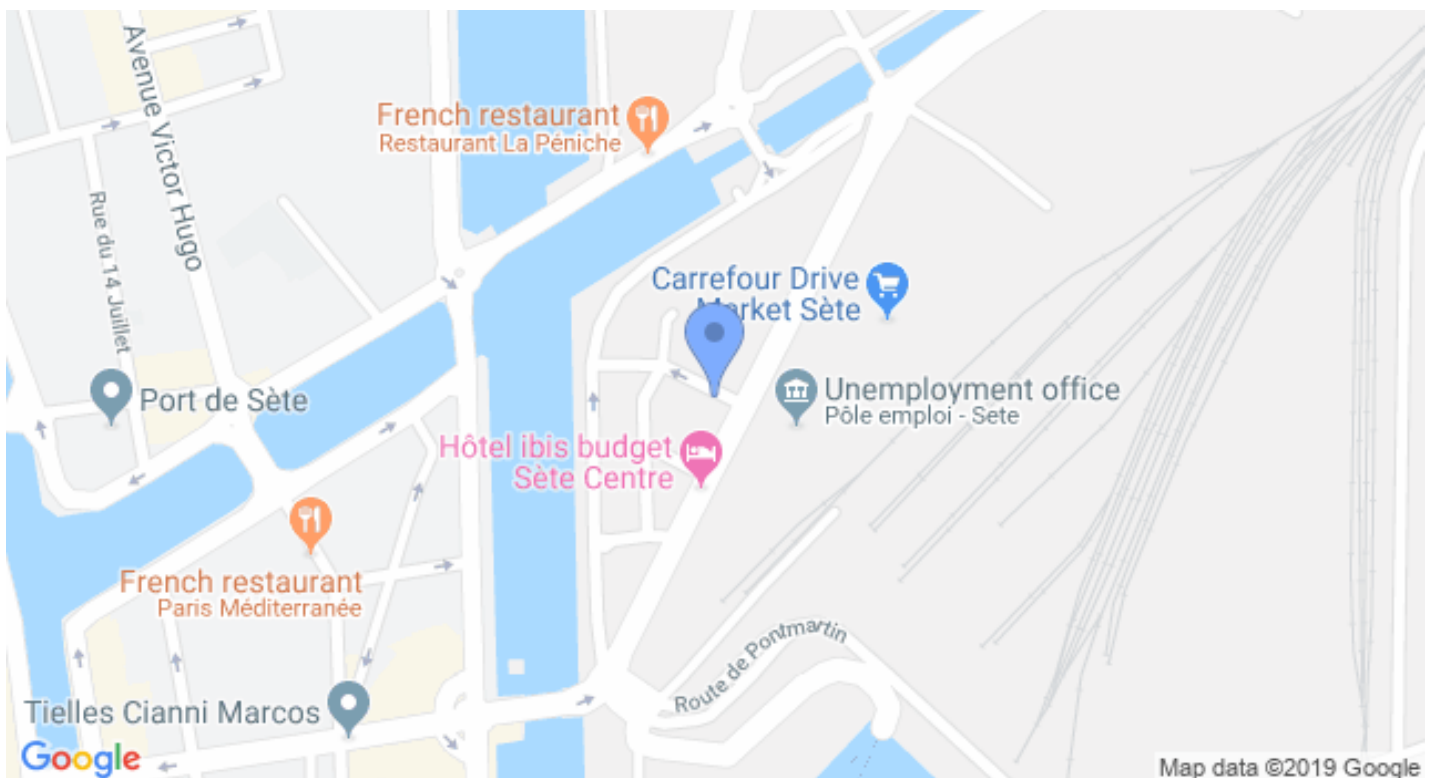 Avenue Victor Hugo
French restaurant
Restaurant La Péniche
Rue du 14 Juillet
Carrefour Drive
Market Sète
Port de Sète
Unemployment office
Pôle emploi - Sete
Hôtel ibis budget
Sète Centre
French restaurant
Paris Méditerranée
Route de Pontmartin
Tielles Cianni Marcos
Google
Map data ©2019 Google